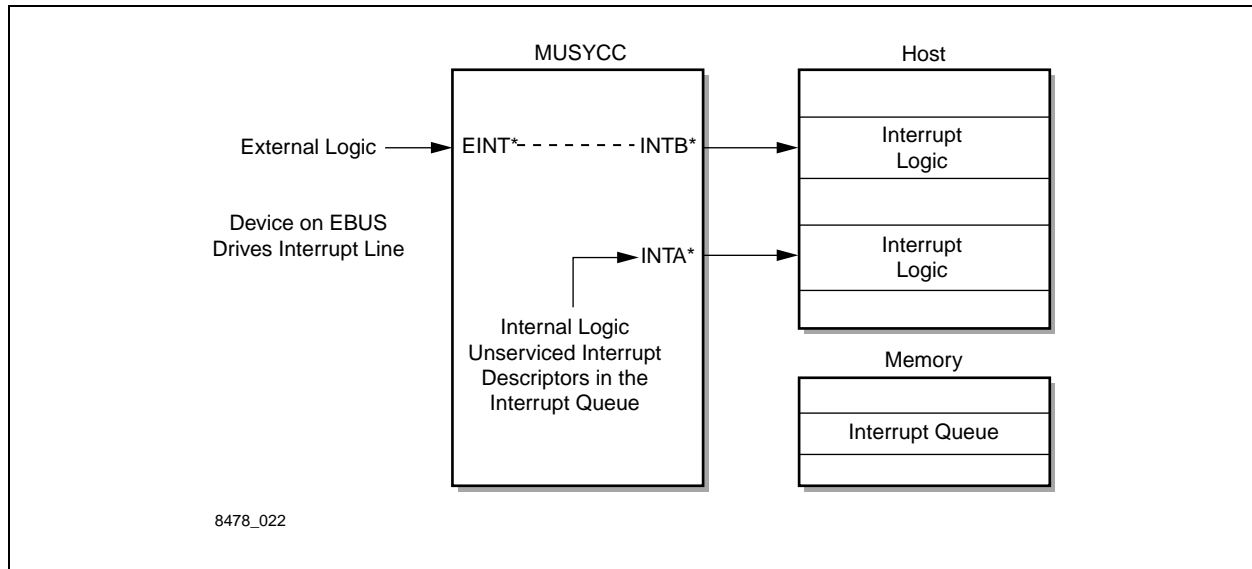 MUSYCC
Host
External Logic
EINT*
INTB*
Interrupt
Logic
Device on EBUS
Drives Interrupt Line
INTA*
Interrupt
Logic
Internal Logic
Unserviced Interrupt
Descriptors in the
Interrupt Queue
Memory
Interrupt Queue
8478_022